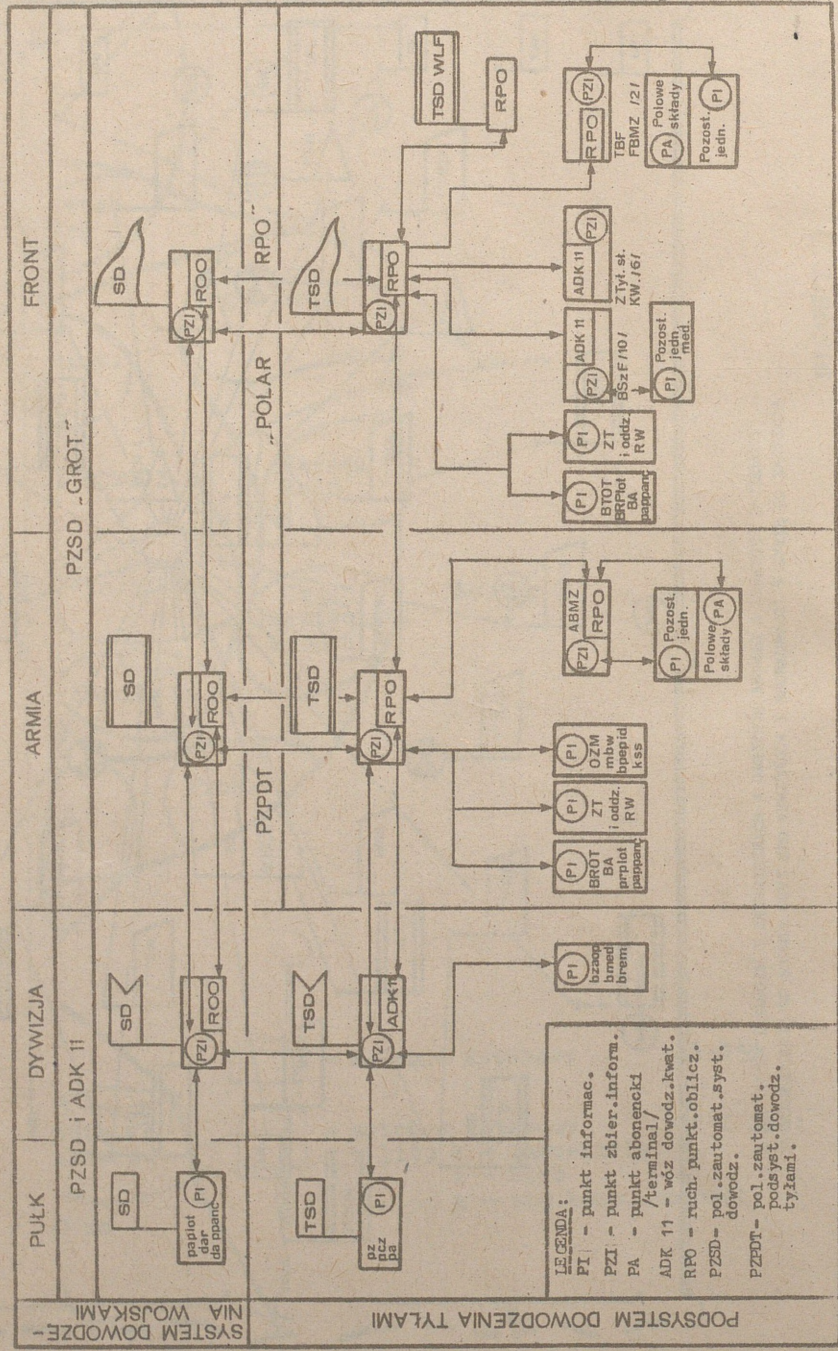 PUŁK
DYWIZJA
ARMIA
FRONT
PZSD i ADK 11
PZSD „GROT”
SYSTEM DOWODZE-
NIA WOJSKAMI
SD
PI
paplot
dar
da ppanc
SD
PZI
ROO
SD
PZI
ROO
SD
PZI
ROO
PZPDT
„POLAR
RPO”
PODSYSTEM DOWODZENIA TYŁAMI
TSD
PI
pz
pcz
pa
TSD
PZI
ADK11
TSD
PZI
RPO
TSD
PZI
RPO
TSD WLF
RPO
PI
bzaop
bmed
brem
PI
BROT
BA
prplot
pappanc
PI
ZT
i oddz.
RW
PI
OZM
mbw
bpepid
kss
PZI
ABMZ
RPO
PI
Pozost.
jedn.
Polowe
składy
PA
PI
BTOT
BRPlot
BA
pappanc
PI
ZT
i oddz.
RW
PZI
ADK 11
BSzF /10/
PI
Pozost.
jedn.
med.
ADK 11
PZI
Z Tył. sł.
KW. /6/
RPO
PZI
TBF
FBMZ /2/
PA
Polowe
składy
Pozost.
jedn.
PI
LEGENDA:
PI - punkt informac.
PZI - punkt zbier.inform.
PA - punkt abonencki
/terminal/
ADK 11 - wóz dowodz.kwat.
RPO - ruch. punkt.oblicz.
PZSD- pol.zautomat.syst.
dowodz.
PZPDT- pol.zautomat.
podsyst.dowodz.
tyłami.